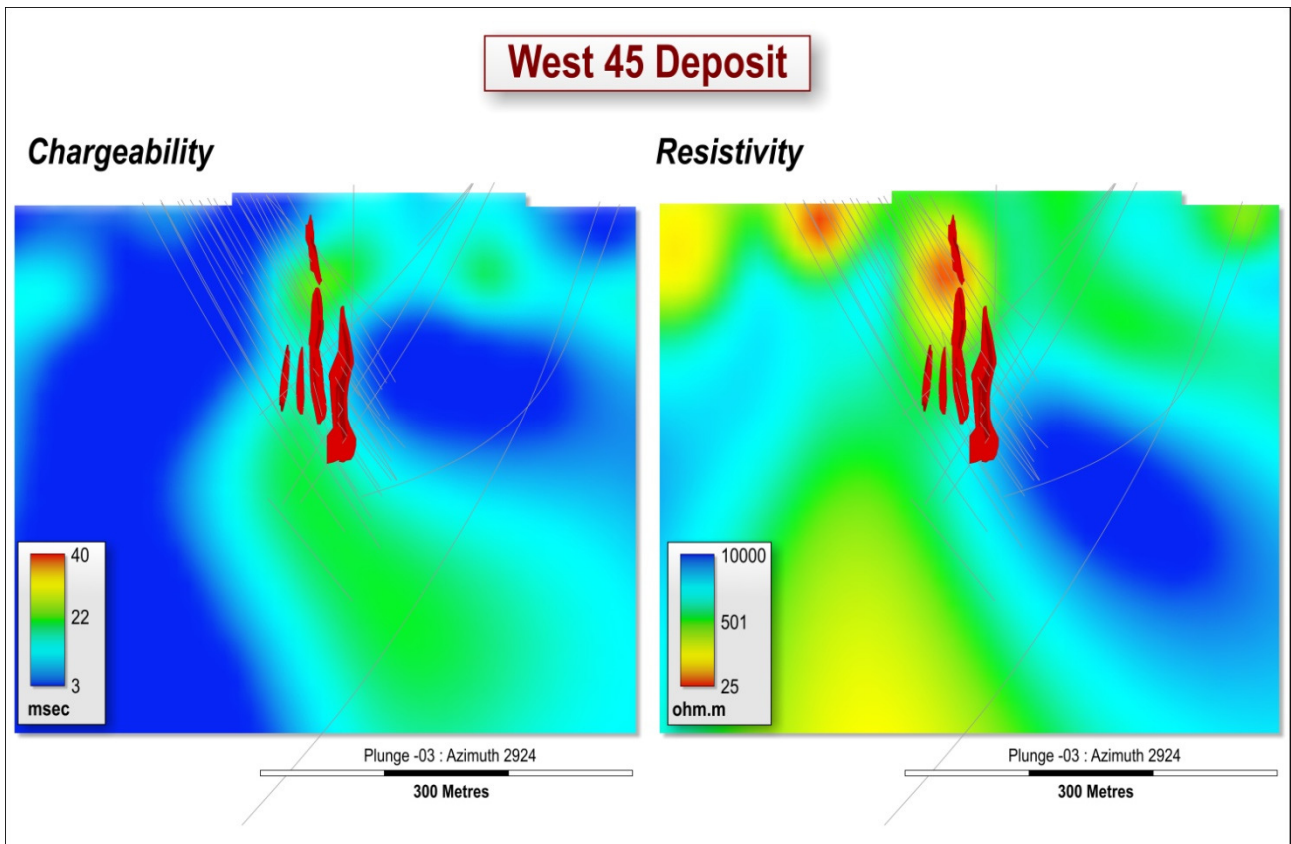 West 45 Deposit
Chargeability
Resistivity
40
22
3
msec
10000
501
25
ohm.m
Plunge -03 : Azimuth 2924
300 Metres
Plunge -03 : Azimuth 2924
300 Metres